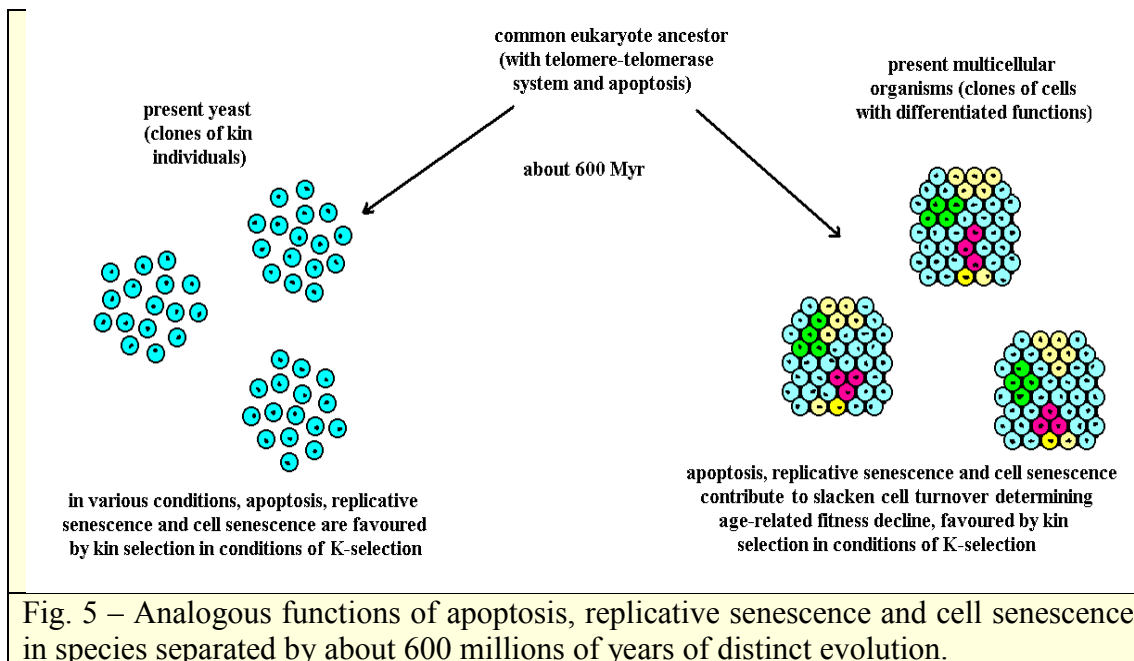 common eukaryote ancestor
(with telomere-telomerase
system and apoptosis)
present multicellular
organisms (clones of cells
with differentiated functions)
present yeast
(clones of kin
individuals)
about 600 Myr
in various conditions, apoptosis, replicative
senescence and cell senescence are favoured
by kin selection in conditions of K-selection
apoptosis, replicative senescence and cell senescence
contribute to slacken cell turnover determining
age-related fitness decline, favoured by kin
selection in conditions of K-selection
Fig. 5 – Analogous functions of apoptosis, replicative senescence and cell senescence
in species separated by about 600 millions of years of distinct evolution.